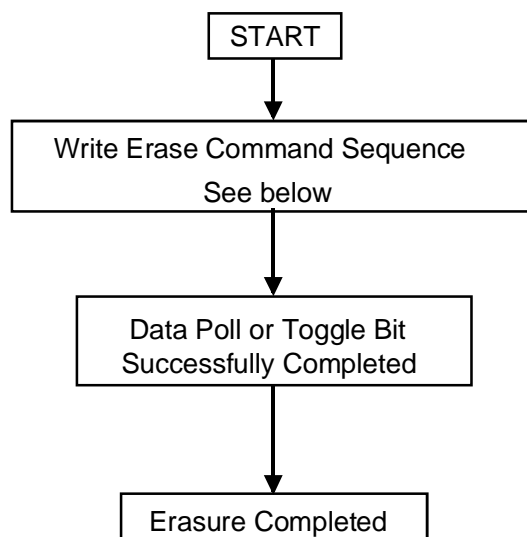 START
Write Erase Command Sequence
See below
Data Poll or Toggle Bit
Successfully Completed
Erasure Completed